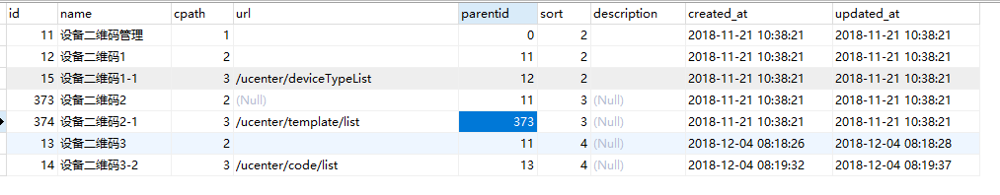 id name cpath url parentid sort description created_at updated_at
11 设备二维码管理 1 0 2 2018-11-21 10:38:21 2018-11-21 10:38:21
12 设备二维码1 2 11 2 2018-11-21 10:38:21 2018-11-21 10:38:21
15 设备二维码1-1 3 /ucenter/deviceTypeList 12 2 2018-11-21 10:38:21 2018-11-21 10:38:21
373 设备二维码2 2 (Null) 11 3 (Null) 2018-11-21 10:38:21 2018-11-21 10:38:21
374 设备二维码2-1 3 /ucenter/template/list 373 3 (Null) 2018-11-21 10:38:21 2018-11-21 10:38:21
13 设备二维码3 2 11 4 (Null) 2018-12-04 08:18:26 2018-12-04 08:18:28
14 设备二维码3-2 3 /ucenter/code/list 13 4 (Null) 2018-12-04 08:19:32 2018-12-04 08:19:37